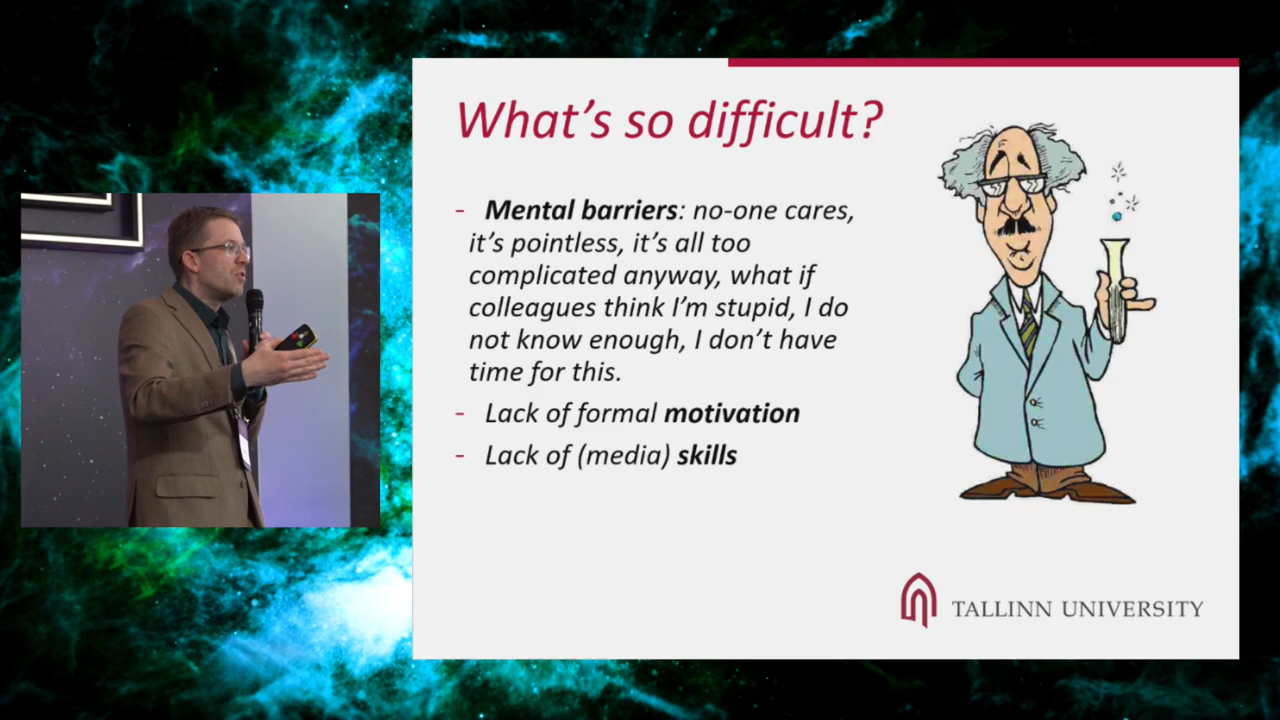 What's so difficult?
- Mental barriers: no-one cares,
it's pointless, it's all too
complicated anyway, what if
colleagues think I'm stupid, I do
not know enough, I don't have
time for this.
- Lack of formal motivation
- Lack of (media) skills
TALLINN UNIVERSITY